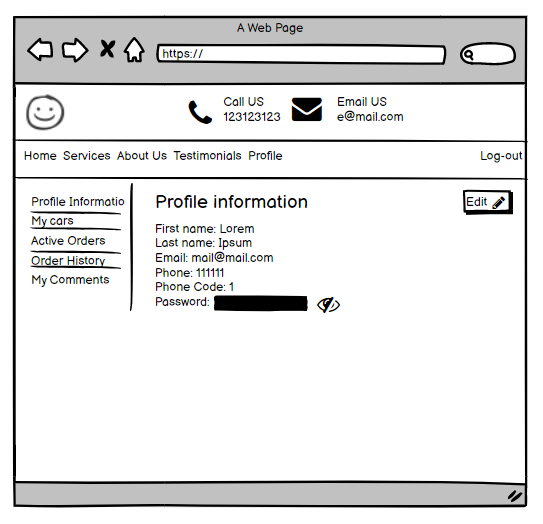 A Web Page
https://
Call US
123123123
Email US
e@mail.com
Home Services About Us Testimonials Profile Log-out
Profile Informatio
My cars
Active Orders
Order History
My Comments
Profile information
Edit
First name: Lorem
Last name: Ipsum
Email: mail@mail.com
Phone: 111111
Phone Code: 1
Password: